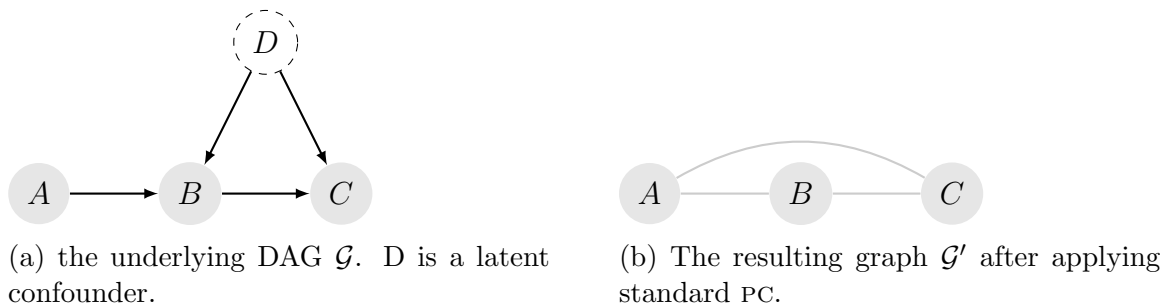 D
A B C
A B C
(a) the underlying DAG 𝒢. D is a latent
confounder.
(b) The resulting graph 𝒢′ after applying
standard PC.